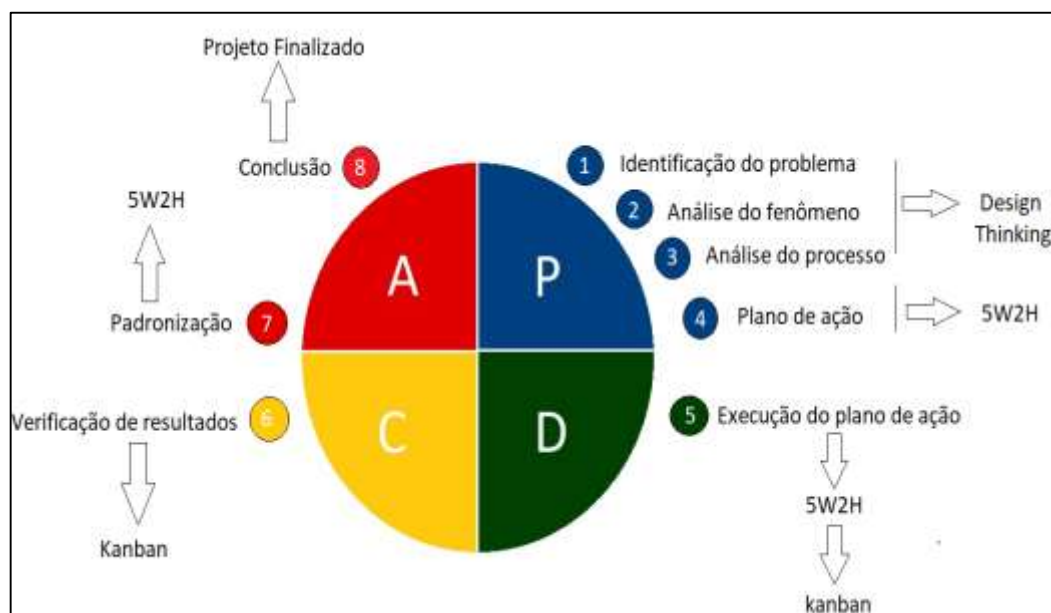 Projeto Finalizado
Conclusão
8
1
Identificação do problema
2
Análise do fenômeno
3
Análise do processo
Design
Thinking
4
Plano de ação
5W2H
5W2H
Padronização
7
A
P
C
D
Verificação de resultados
6
Kanban
5
Execução do plano de ação
5W2H
kanban